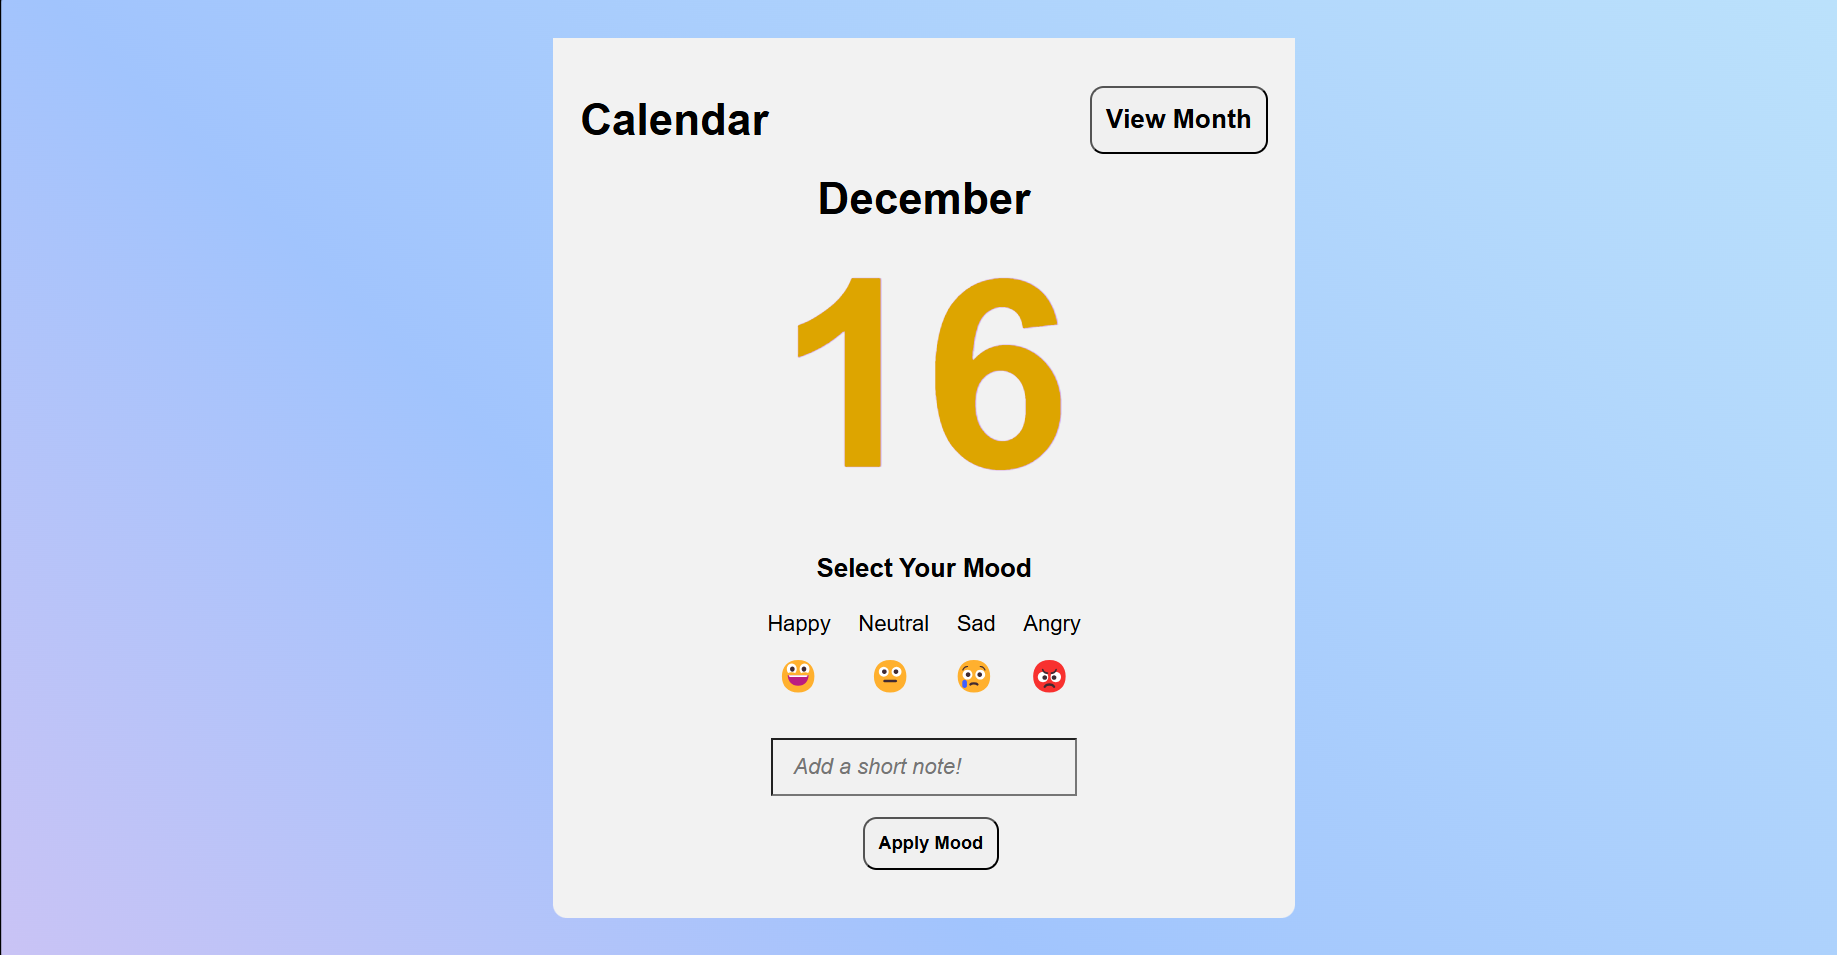 Calendar
View Month
December
16
Select Your Mood
Happy Neutral Sad Angry
Add a short note!
Apply Mood